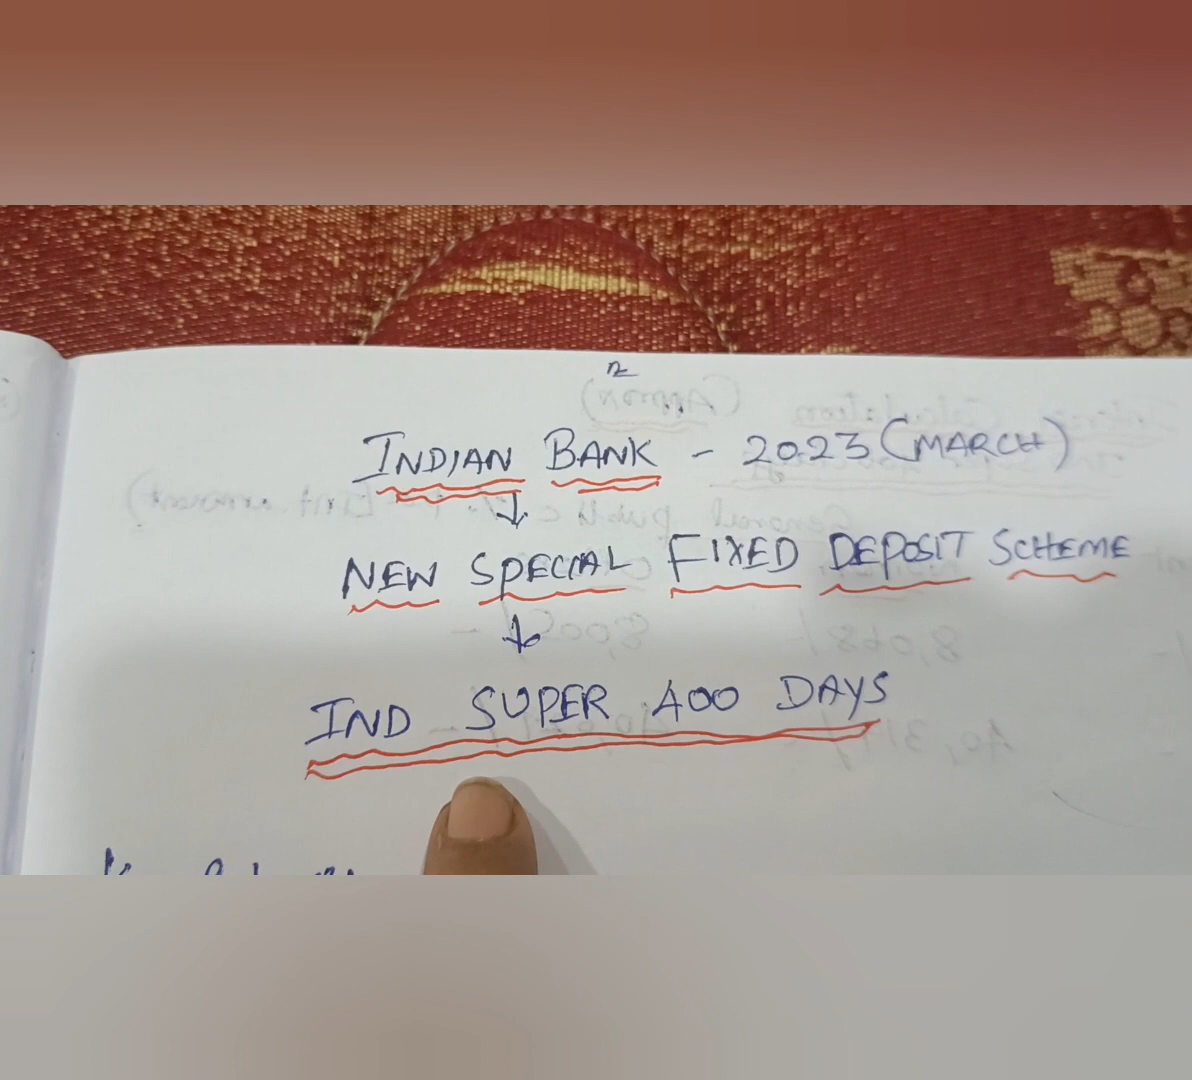 INDIAN BANK - 2023 (MARCH)
NEW SPECIAL FIXED DEPOSIT SCHEME
IND SUPER 400 DAYS